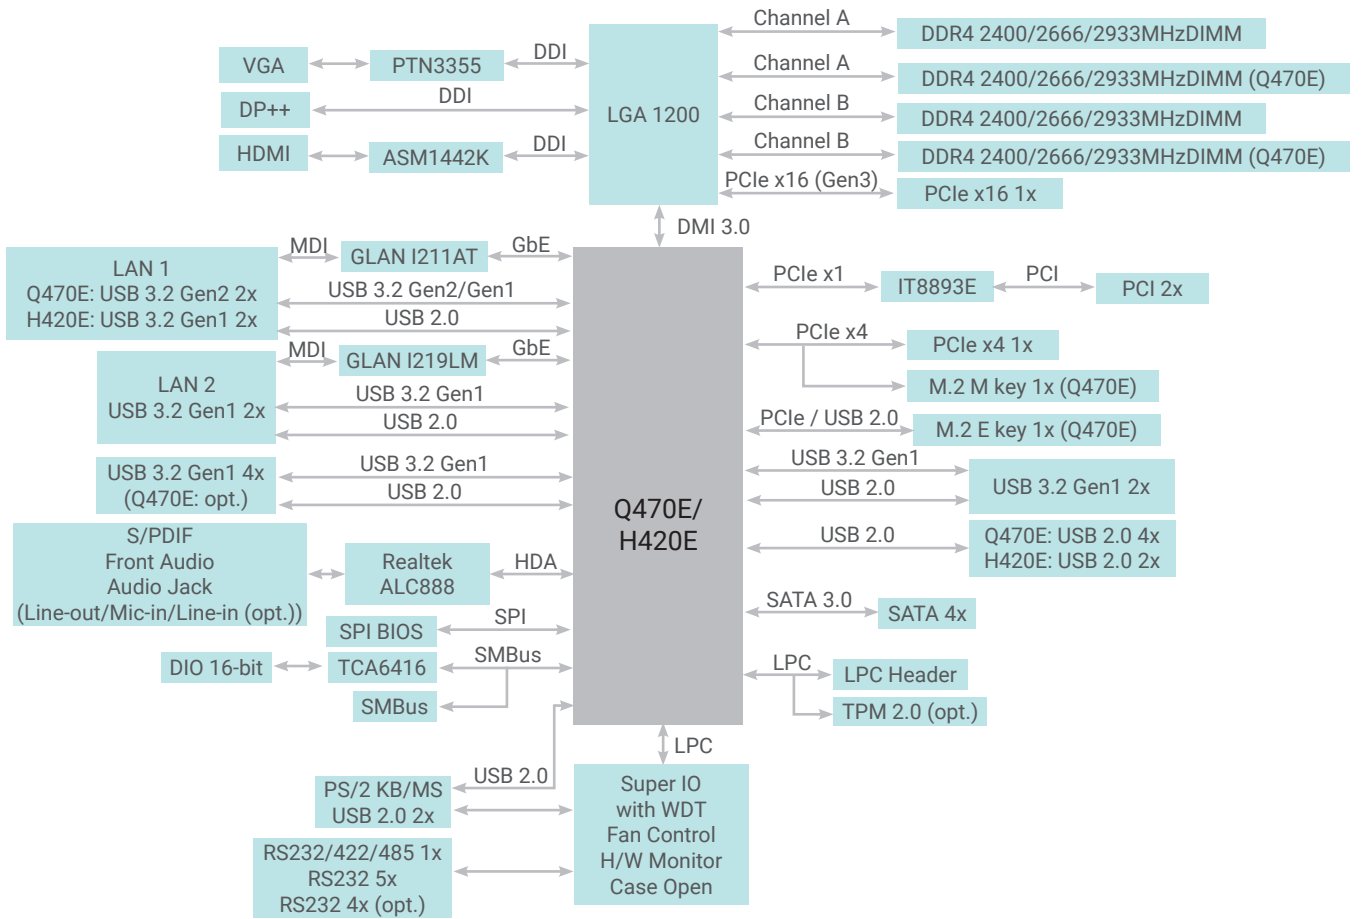 VGA
PTN3355
DDI
DP++
DDI
HDMI
ASM1442K
DDI
LGA 1200
Channel A
DDR4 2400/2666/2933MHzDIMM
Channel A
DDR4 2400/2666/2933MHzDIMM (Q470E)
Channel B
DDR4 2400/2666/2933MHzDIMM
Channel B
DDR4 2400/2666/2933MHzDIMM (Q470E)
PCIe x16 (Gen3)
PCIe x16 1x
DMI 3.0
LAN 1
Q470E: USB 3.2 Gen2 2x
H420E: USB 3.2 Gen1 2x
MDI
GLAN I211AT
GbE
USB 3.2 Gen2/Gen1
USB 2.0
LAN 2
USB 3.2 Gen1 2x
MDI
GLAN I219LM
GbE
USB 3.2 Gen1
USB 2.0
USB 3.2 Gen1 4x
(Q470E: opt.)
USB 3.2 Gen1
USB 2.0
S/PDIF
Front Audio
Audio Jack
(Line-out/Mic-in/Line-in (opt.))
Realtek
ALC888
HDA
SPI BIOS
SPI
DIO 16-bit
TCA6416
SMBus
SMBus
Q470E/
H420E
PCIe x1
IT8893E
PCI
PCI 2x
PCIe x4
PCIe x4 1x
M.2 M key 1x (Q470E)
PCIe / USB 2.0
M.2 E key 1x (Q470E)
USB 3.2 Gen1
USB 2.0
USB 3.2 Gen1 2x
USB 2.0
Q470E: USB 2.0 4x
H420E: USB 2.0 2x
SATA 3.0
SATA 4x
LPC
LPC Header
TPM 2.0 (opt.)
LPC
USB 2.0
PS/2 KB/MS
USB 2.0 2x
RS232/422/485 1x
RS232 5x
RS232 4x (opt.)
Super IO
with WDT
Fan Control
H/W Monitor
Case Open